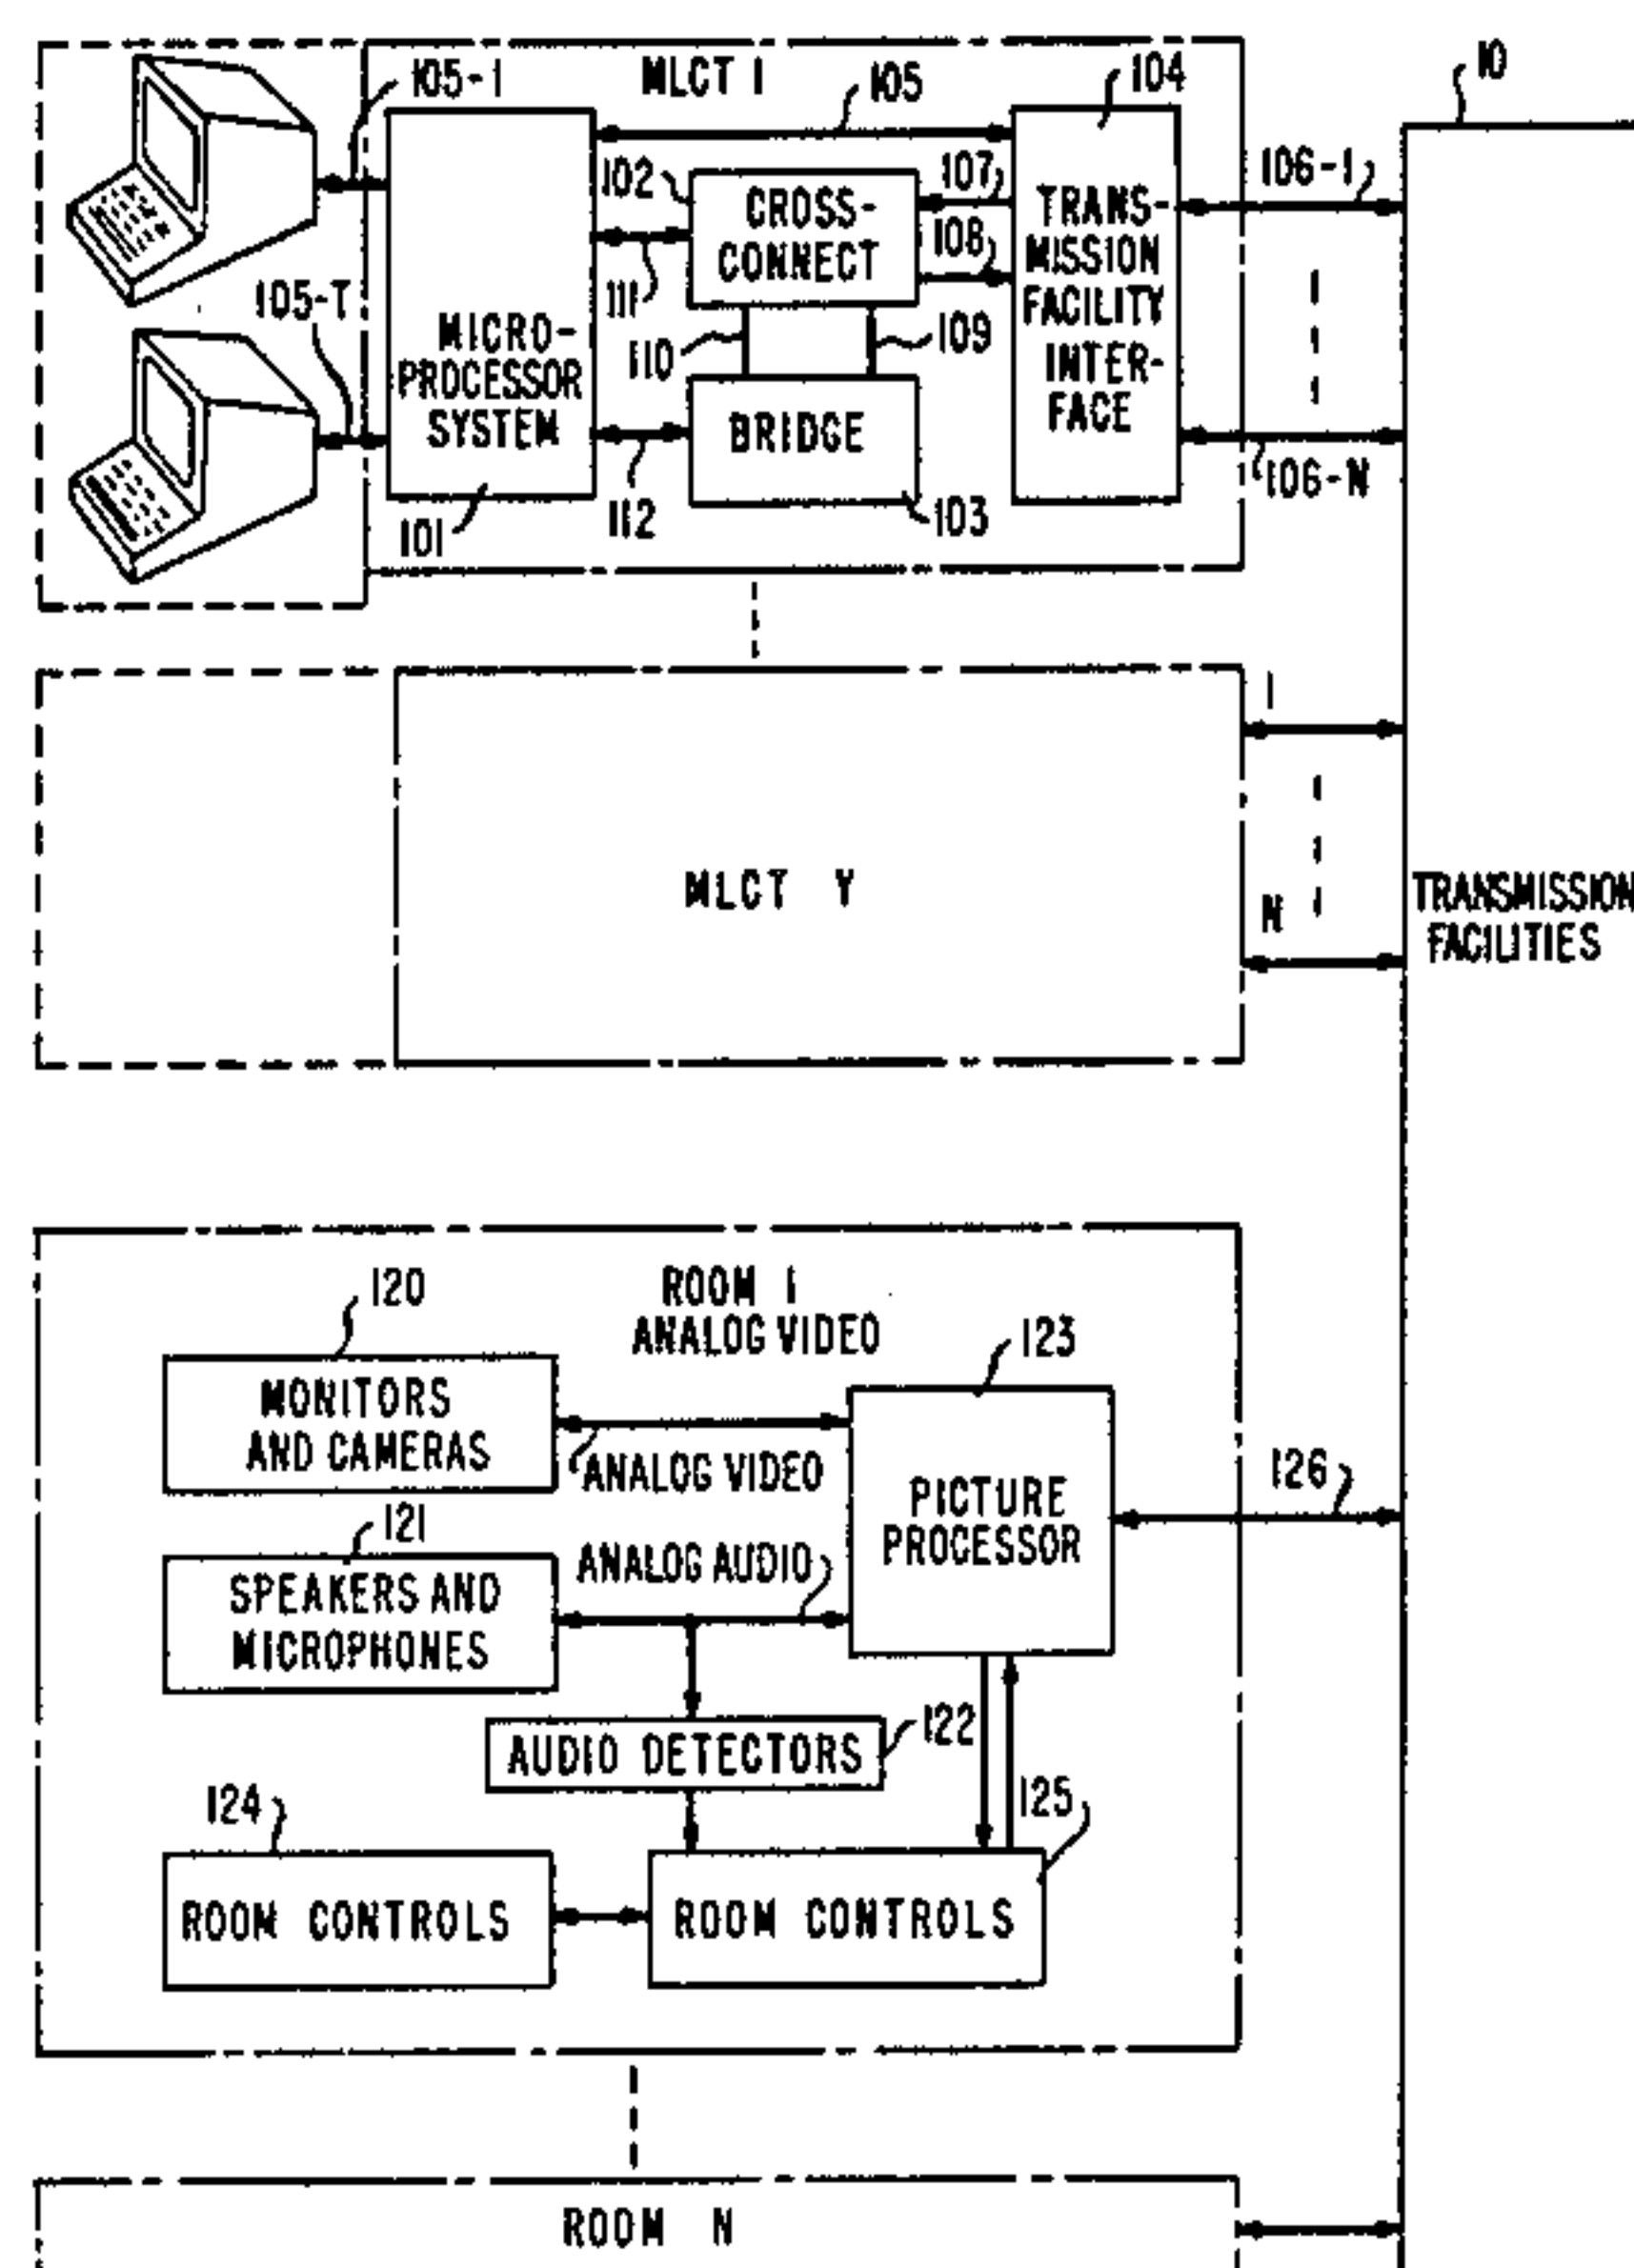 MLCT 1
105-1
105
104
10
102
CROSS-
CONNECT
107
108
TRANS-
MISSION
FACILITY
INTER-
FACE
106-1
105-T
111
MICRO-
PROCESSOR
SYSTEM
110
109
BRIDGE
106-N
101
112
103
1
MLCT Y
N
TRANSMISSION
FACILITIES
120
ROOM 1
ANALOG VIDEO
123
MONITORS
AND CAMERAS
ANALOG VIDEO
PICTURE
PROCESSOR
126
121
ANALOG AUDIO
SPEAKERS AND
MICROPHONES
AUDIO DETECTORS
122
124
125
ROOM CONTROLS
ROOM CONTROLS
ROOM N